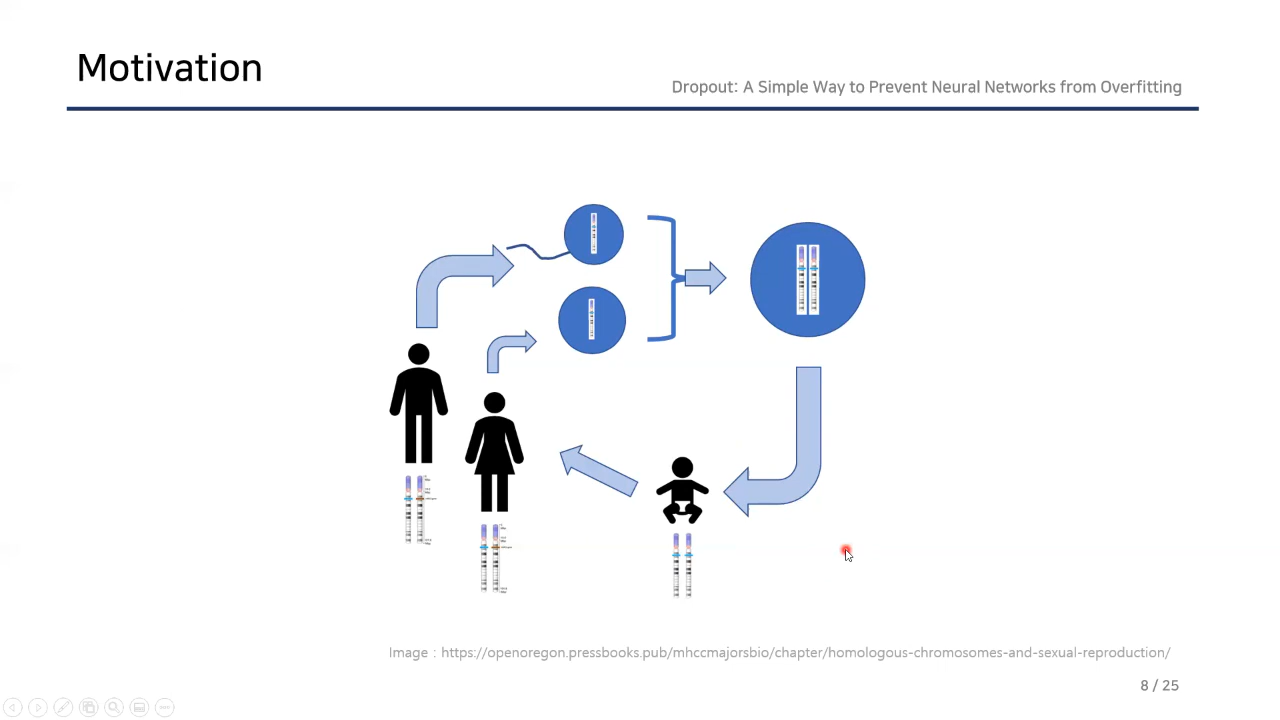 Motivation
Dropout: A Simple Way to Prevent Neural Networks from Overfitting
Image : https://openoregon.pressbooks.pub/mhccmajorsbio/chapter/homologous-chromosomes-and-sexual-reproduction/
8 / 25